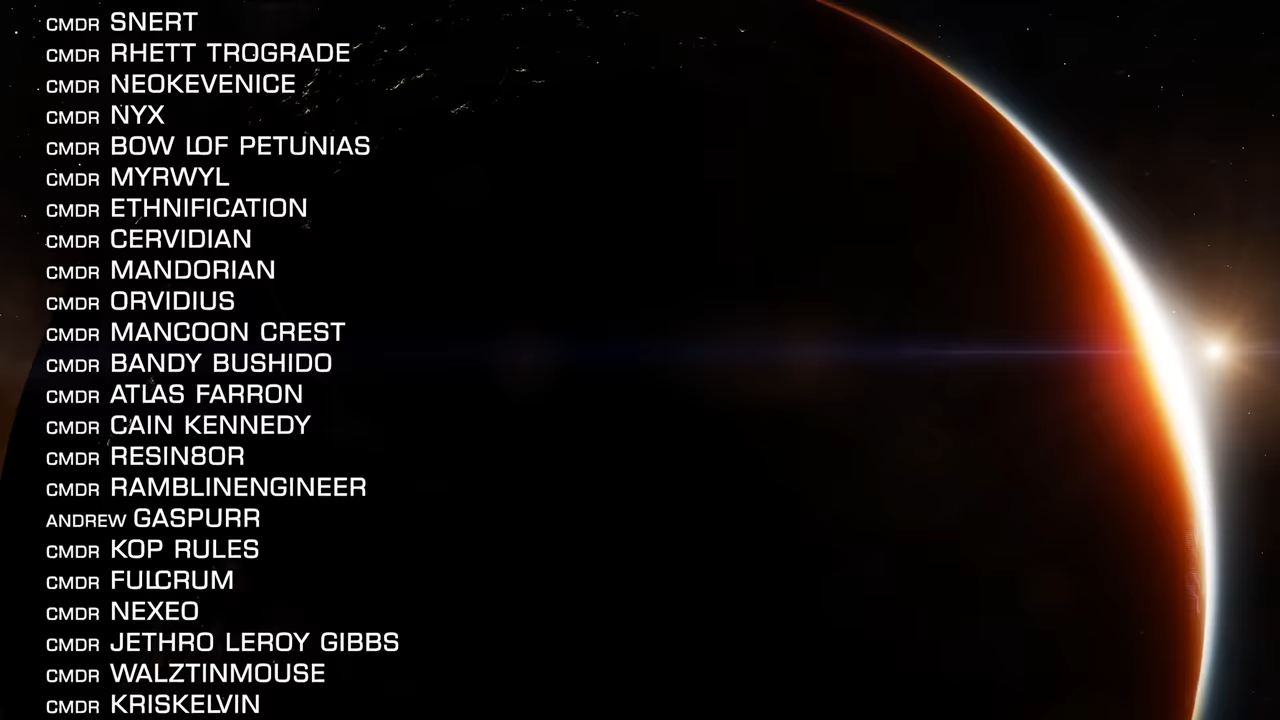 CMDR SNERT
CMDR RHETT TROGRADE
CMDR NEOKEVENICE
CMDR NYX
CMDR BOW LOF PETUNIAS
CMDR MYRWYL
CMDR ETHNIFICATION
CMDR CERVIDIAN
CMDR MANDORIAN
CMDR ORVIDIUS
CMDR MANCOON CREST
CMDR BANDY BUSHIDO
CMDR ATLAS FARRON
CMDR CAIN KENNEDY
CMDR RESIN8OR
CMDR RAMBLINENGINEER
ANDREW GASPURR
CMDR KOP RULES
CMDR FULCRUM
CMDR NEXEO
CMDR JETHRO LEROY GIBBS
CMDR WALZTINMOUSE
CMDR KRISKELVIN